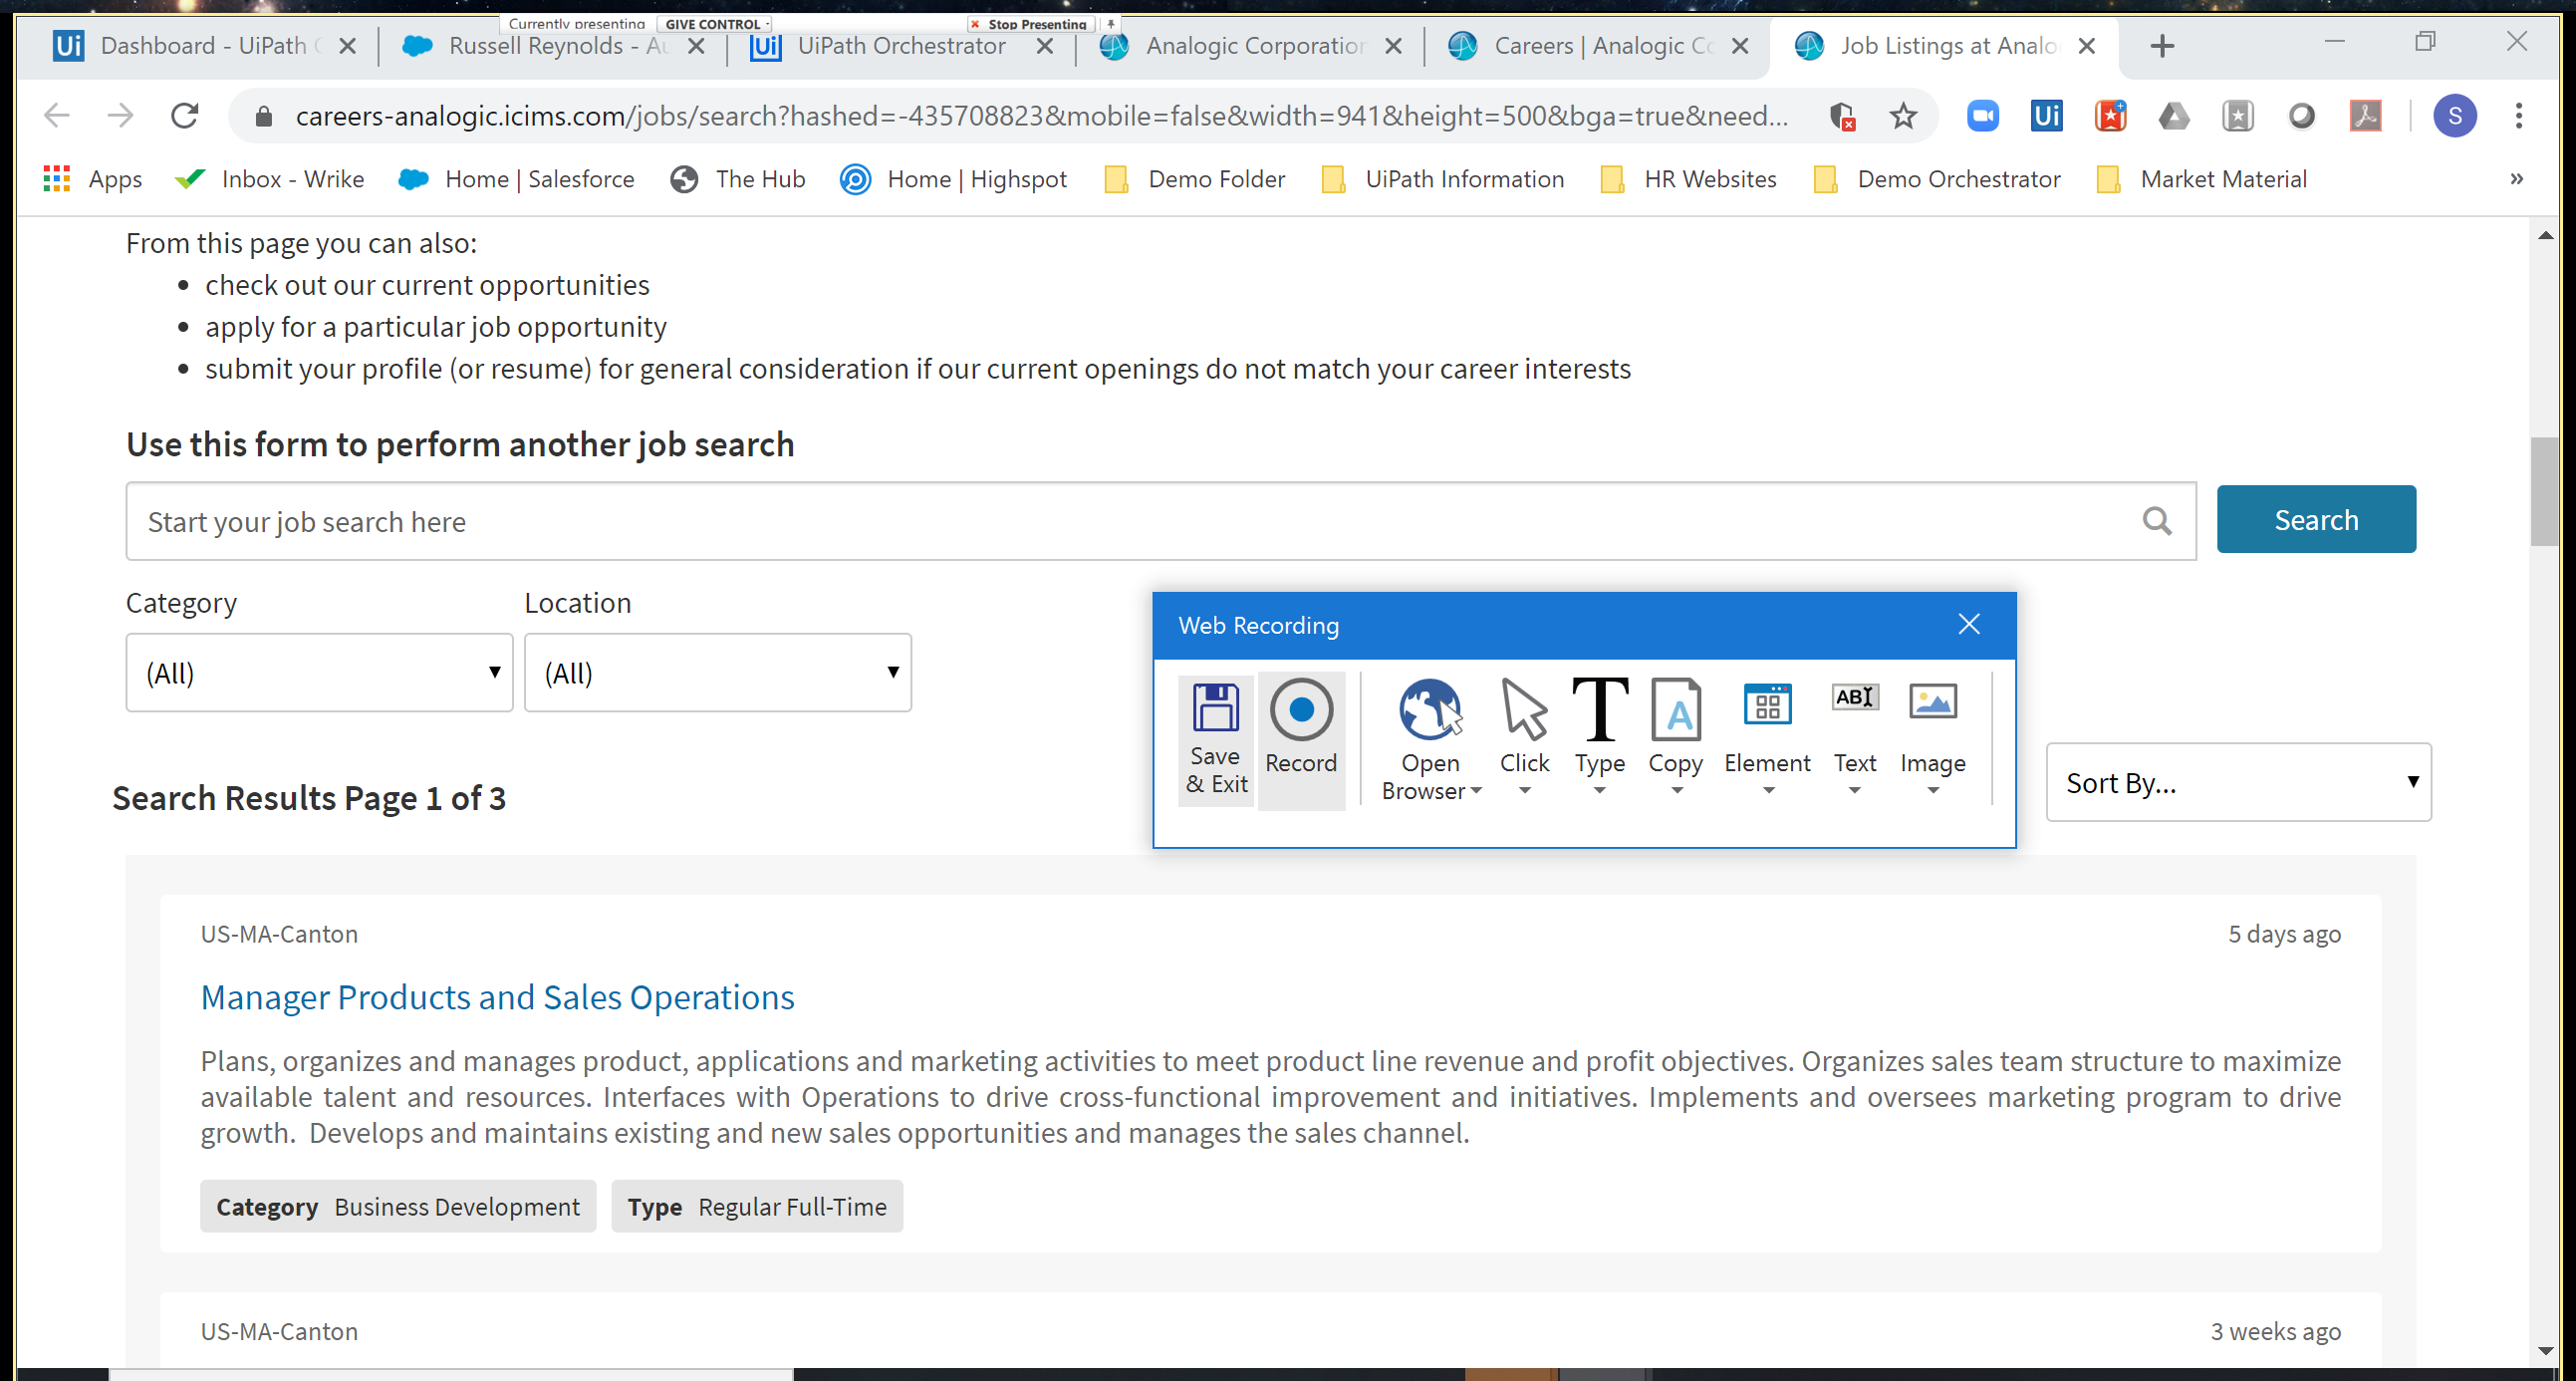 Currently presenting GIVE CONTROL Stop Presenting
Dashboard - UiPath Russell Reynolds - Au UiPath Orchestrator Analogic Corporation Careers | Analogic Co Job Listings at Analo
careers-analogic.icims.com/jobs/search?hashed=-435708823&mobile=false&width=941&height=500&bga=true&need... Ui S
Apps Inbox - Wrike Home | Salesforce The Hub Home | Highspot Demo Folder UiPath Information HR Websites Demo Orchestrator Market Material »
From this page you can also:
• check out our current opportunities
• apply for a particular job opportunity
• submit your profile (or resume) for general consideration if our current openings do not match your career interests
Use this form to perform another job search
Start your job search here Search
Category Location
(All) (All)
Web Recording
Save & Exit Record Open Browser Click Type Copy Element Text Image
Sort By...
Search Results Page 1 of 3
US-MA-Canton 5 days ago
Manager Products and Sales Operations
Plans, organizes and manages product, applications and marketing activities to meet product line revenue and profit objectives. Organizes sales team structure to maximize
available talent and resources. Interfaces with Operations to drive cross-functional improvement and initiatives. Implements and oversees marketing program to drive
growth. Develops and maintains existing and new sales opportunities and manages the sales channel.
Category Business Development Type Regular Full-Time
US-MA-Canton 3 weeks ago